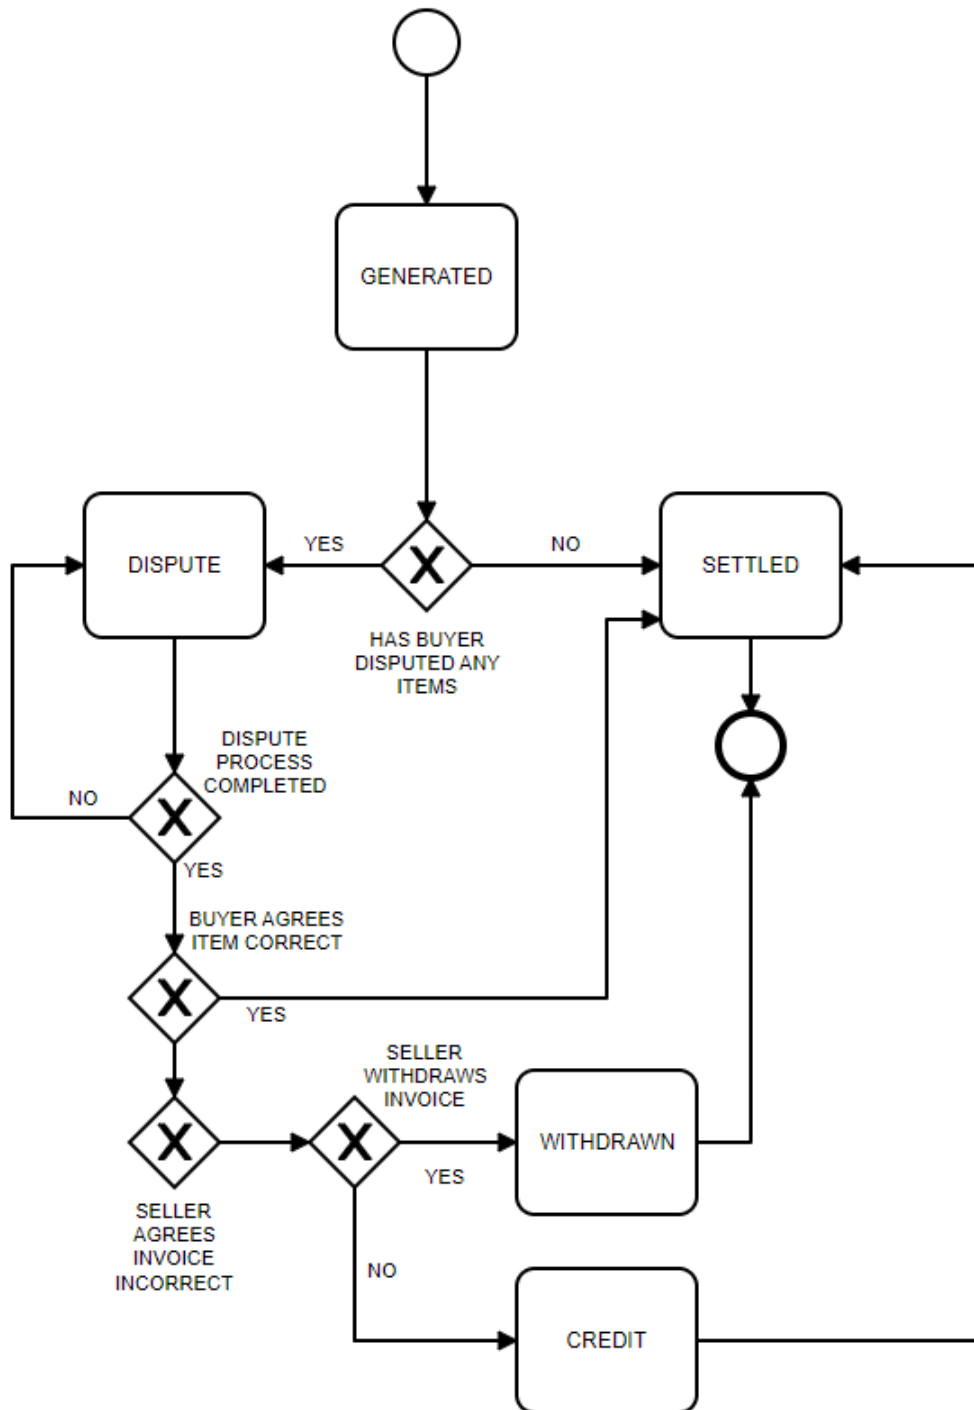 GENERATED
DISPUTE
YES
X
NO
SETTLED
HAS BUYER
DISPUTED ANY
ITEMS
DISPUTE
PROCESS
COMPLETED
NO
X
YES
BUYER AGREES
ITEM CORRECT
X
YES
SELLER
WITHDRAWS
INVOICE
X
X
YES
WITHDRAWN
SELLER
AGREES
INVOICE
INCORRECT
NO
CREDIT